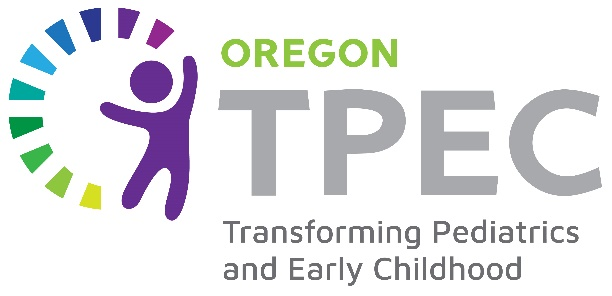 OREGON
TPEC
Transforming Pediatrics
and Early Childhood